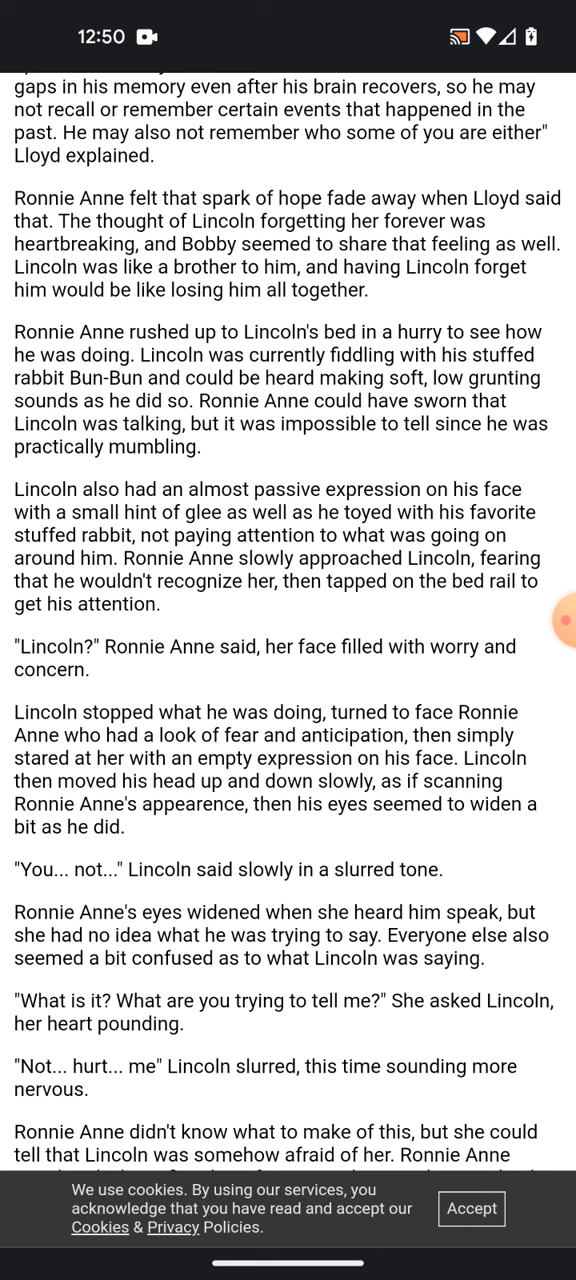 12:50
gaps in his memory even after his brain recovers, so he may
not recall or remember certain events that happened in the
past. He may also not remember who some of you are either"
Lloyd explained.
Ronnie Anne felt that spark of hope fade away when Lloyd said
that. The thought of Lincoln forgetting her forever was
heartbreaking, and Bobby seemed to share that feeling as well.
Lincoln was like a brother to him, and having Lincoln forget
him would be like losing him all together.
Ronnie Anne rushed up to Lincoln's bed in a hurry to see how
he was doing. Lincoln was currently fiddling with his stuffed
rabbit Bun-Bun and could be heard making soft, low grunting
sounds as he did so. Ronnie Anne could have sworn that
Lincoln was talking, but it was impossible to tell since he was
practically mumbling.
Lincoln also had an almost passive expression on his face
with a small hint of glee as well as he toyed with his favorite
stuffed rabbit, not paying attention to what was going on
around him. Ronnie Anne slowly approached Lincoln, fearing
that he wouldn't recognize her, then tapped on the bed rail to
get his attention.
"Lincoln?" Ronnie Anne said, her face filled with worry and
concern.
Lincoln stopped what he was doing, turned to face Ronnie
Anne who had a look of fear and anticipation, then simply
stared at her with an empty expression on his face. Lincoln
then moved his head up and down slowly, as if scanning
Ronnie Anne's appearence, then his eyes seemed to widen a
bit as he did.
"You... not..." Lincoln said slowly in a slurred tone.
Ronnie Anne's eyes widened when she heard him speak, but
she had no idea what he was trying to say. Everyone else also
seemed a bit confused as to what Lincoln was saying.
"What is it? What are you trying to tell me?" She asked Lincoln,
her heart pounding.
"Not... hurt... me" Lincoln slurred, this time sounding more
nervous.
Ronnie Anne didn't know what to make of this, but she could
tell that Lincoln was somehow afraid of her. Ronnie Anne
We use cookies. By using our services, you
acknowledge that you have read and accept our
Cookies & Privacy Policies.
Accept